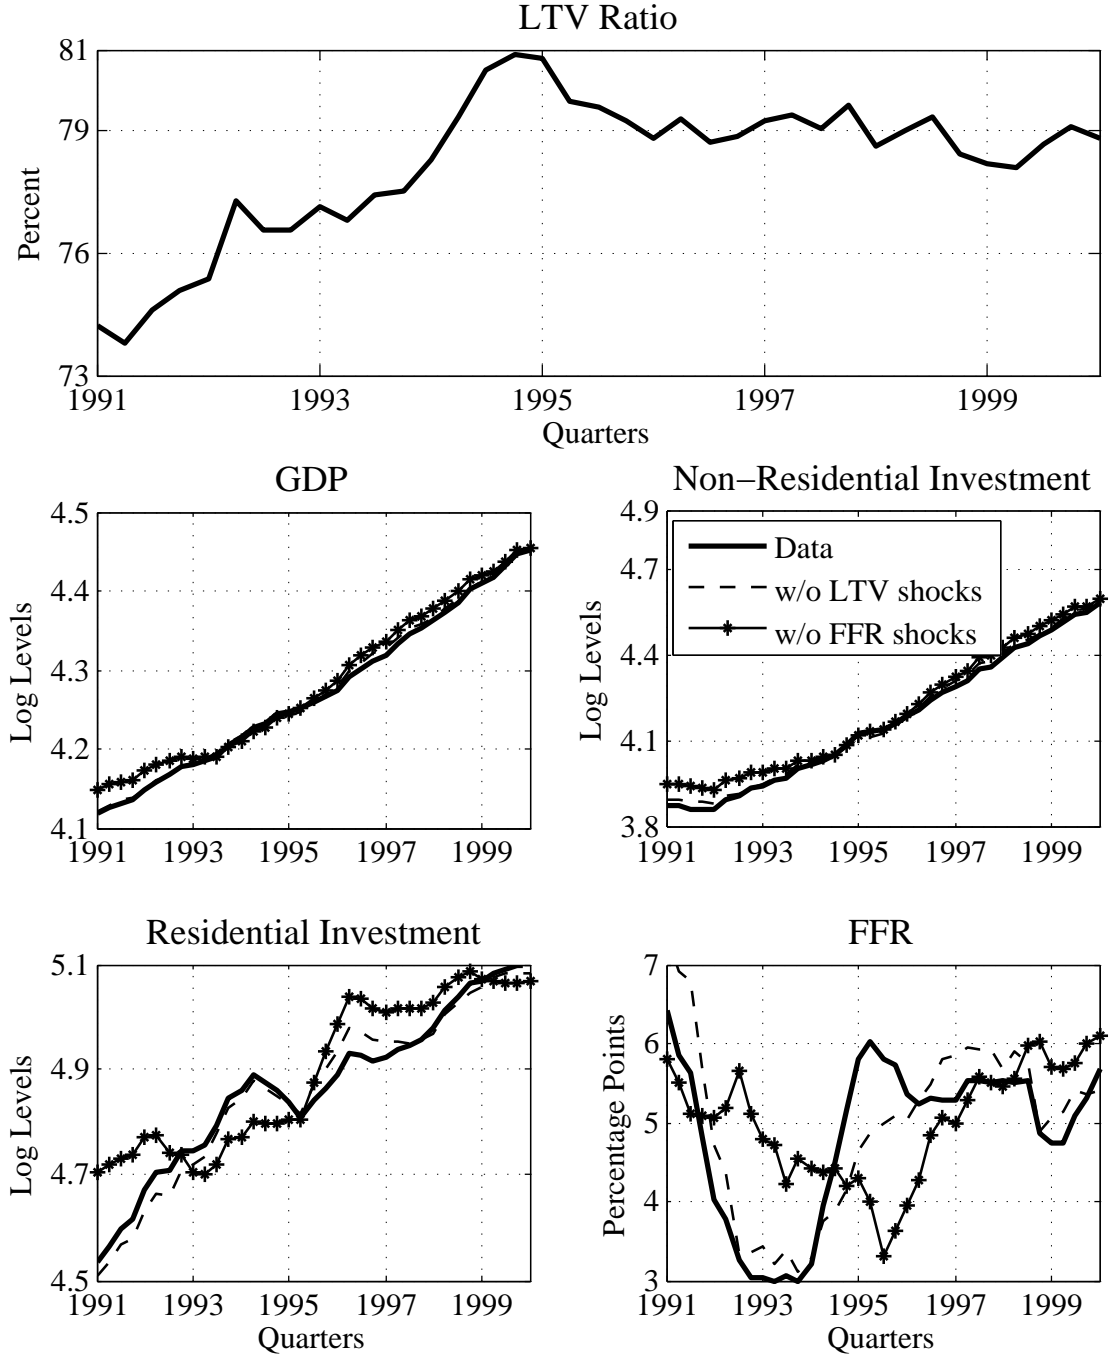 LTV Ratio
81
79
76
73
Percent
1991 1993 1995 1997 1999
Quarters
GDP
4.5
4.4
4.3
4.2
4.1
Log Levels
1991 1993 1995 1997 1999
Non−Residential Investment
4.9
4.7
4.4
4.1
3.8
Log Levels
Data
w/o LTV shocks
w/o FFR shocks
1991 1993 1995 1997 1999
Residential Investment
5.1
4.9
4.7
4.5
Log Levels
1991 1993 1995 1997 1999
Quarters
FFR
7
6
5
4
3
Percentage Points
1991 1993 1995 1997 1999
Quarters